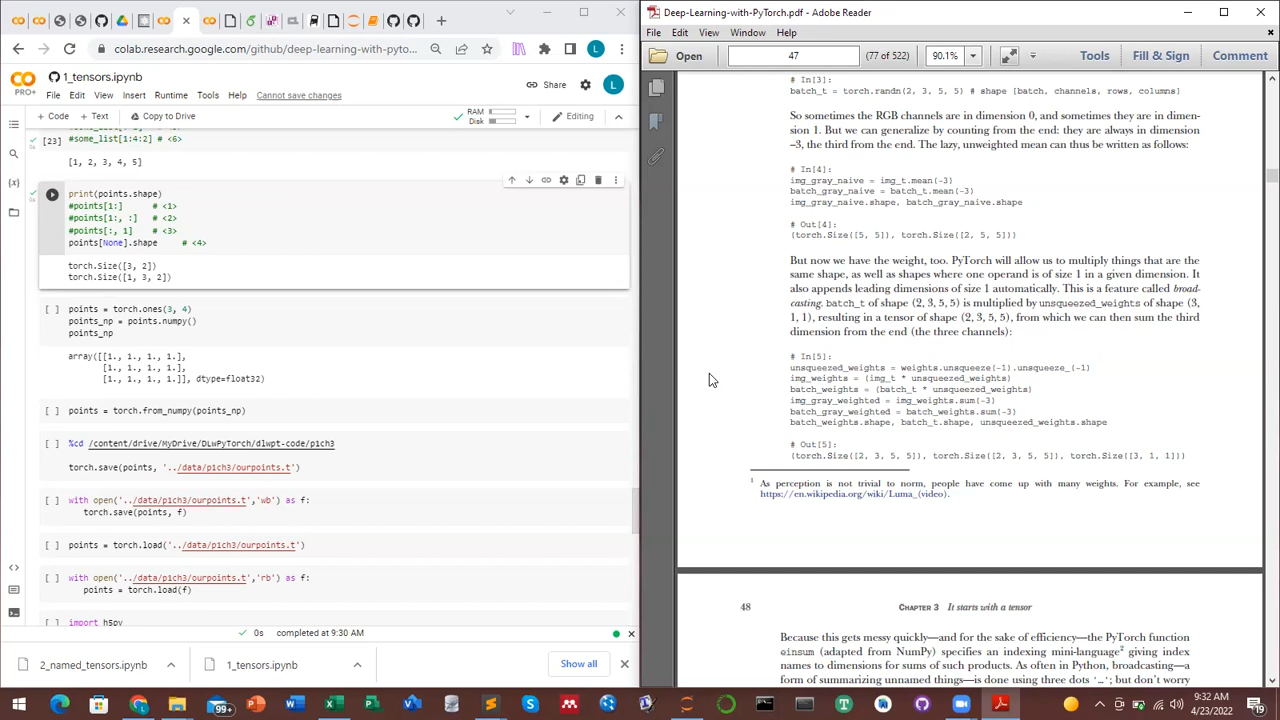 colab.research.google.com/github/deep-learning-with-pyto...
L
PRO+
1_tensors.ipynb
File Edit View Insert Runtime Tools Help Cannot save changes
Share
L
+ Code + Text Copy to Drive
RAM
Disk
Editing
#some_list[1:4:2] # <6>
[23]
[1, 2, 3, 4, 5]
print(points.shape)
#points[1:] # <1>
#points[1:, :] # <2>
#points[:, 1] # <3>
points[None].shape # <4>
torch.Size([3, 2])
torch.Size([1, 3, 2])
[ ] points = torch.ones(3, 4)
points_np = points.numpy()
points_np
array([[1., 1., 1., 1.],
[1., 1., 1., 1.],
[1., 1., 1., 1.]], dtype=float32)
[ ] points = torch.from_numpy(points_np)
[ ] %cd /content/drive/MyDrive/DLwPyTorch/dlwpt-code/p1ch3
torch.save(points, '../data/p1ch3/ourpoints.t')
[ ] with open('../data/p1ch3/ourpoints.t','wb') as f:
torch.save(points, f)
[ ] points = torch.load('../data/p1ch3/ourpoints.t')
[ ] with open('../data/p1ch3/ourpoints.t','rb') as f:
points = torch.load(f)
[ ] import h5py
0s completed at 9:30 AM
2_named_tensors.ipynb
1_tensors.ipynb
Show all
Deep-Learning-with-PyTorch.pdf - Adobe Reader
File Edit View Window Help
Open
47
(77 of 522)
90.1%
Tools
Fill & Sign
Comment
# In[3]:
batch_t = torch.randn(2, 3, 5, 5) # shape [batch, channels, rows, columns]
So sometimes the RGB channels are in dimension 0, and sometimes they are in dimen-
sion 1. But we can generalize by counting from the end: they are always in dimension
–3, the third from the end. The lazy, unweighted mean can thus be written as follows:
# In[4]:
img_gray_naive = img_t.mean(-3)
batch_gray_naive = batch_t.mean(-3)
img_gray_naive.shape, batch_gray_naive.shape
# Out[4]:
(torch.Size([5, 5]), torch.Size([2, 5, 5]))
But now we have the weight, too. PyTorch will allow us to multiply things that are the
same shape, as well as shapes where one operand is of size 1 in a given dimension. It
also appends leading dimensions of size 1 automatically. This is a feature called broad-
casting. batch_t of shape (2, 3, 5, 5) is multiplied by unsqueezed_weights of shape (3,
1, 1), resulting in a tensor of shape (2, 3, 5, 5), from which we can then sum the third
dimension from the end (the three channels):
# In[5]:
unsqueezed_weights = weights.unsqueeze(-1).unsqueeze_(-1)
img_weights = (img_t * unsqueezed_weights)
batch_weights = (batch_t * unsqueezed_weights)
img_gray_weighted = img_weights.sum(-3)
batch_gray_weighted = batch_weights.sum(-3)
batch_weights.shape, batch_t.shape, unsqueezed_weights.shape
# Out[5]:
(torch.Size([2, 3, 5, 5]), torch.Size([2, 3, 5, 5]), torch.Size([3, 1, 1]))
1 As perception is not trivial to norm, people have come up with many weights. For example, see
https://en.wikipedia.org/wiki/Luma_(video).
48 CHAPTER 3 It starts with a tensor
Because this gets messy quickly—and for the sake of efficiency—the PyTorch function
einsum (adapted from NumPy) specifies an indexing mini-language2 giving index
names to dimensions for sums of such products. As often in Python, broadcasting—a
form of summarizing unnamed things—is done using three dots '…'; but don't worry
99+
9:32 AM
4/23/2022
19